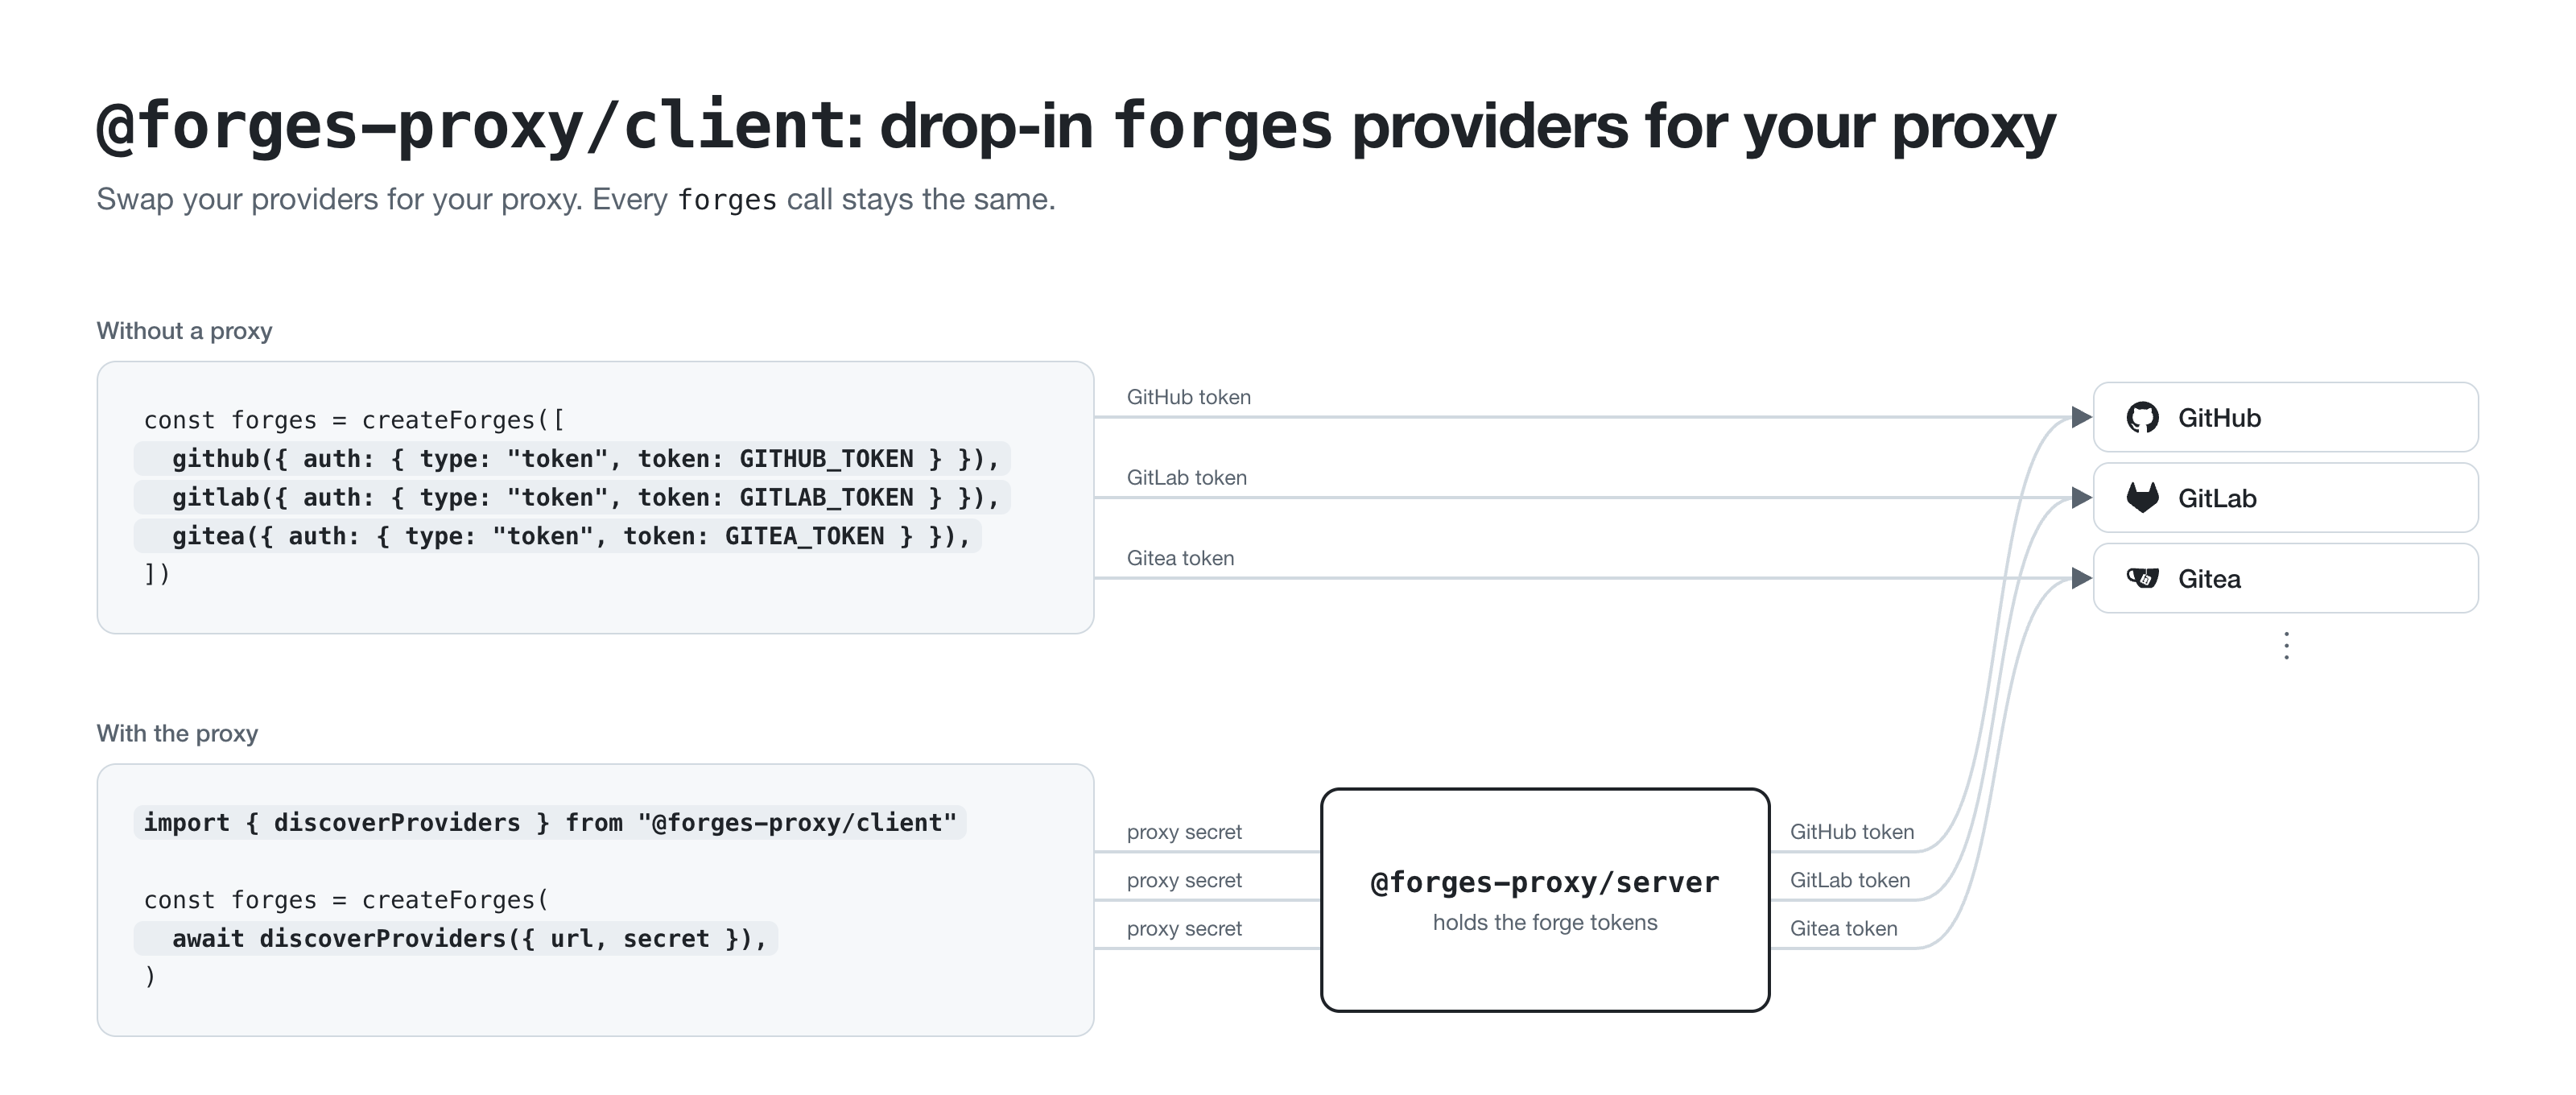 @forges-proxy/client: drop-in forges providers for your proxy
Swap your providers for your proxy. Every forges call stays the same.
Without a proxy
const forges = createForges([
  github({ auth: { type: "token", token: GITHUB_TOKEN } }),
  gitlab({ auth: { type: "token", token: GITLAB_TOKEN } }),
  gitea({ auth: { type: "token", token: GITEA_TOKEN } }),
])
GitHub token
GitLab token
Gitea token
GitHub
GitLab
Gitea
⋮
With the proxy
import { discoverProviders } from "@forges-proxy/client"
const forges = createForges(
  await discoverProviders({ url, secret }),
)
proxy secret
proxy secret
proxy secret
@forges-proxy/server
holds the forge tokens
GitHub token
GitLab token
Gitea token